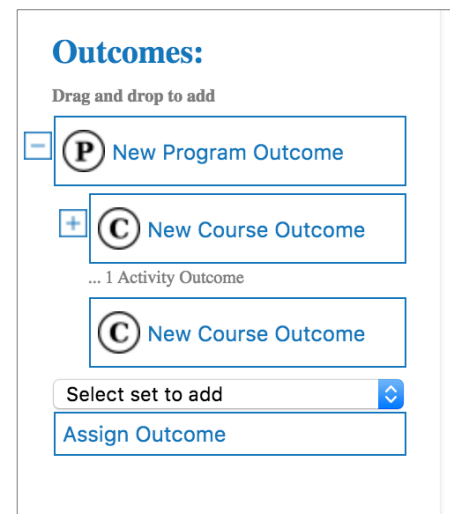 Outcomes:
Drag and drop to add
P New Program Outcome
C New Course Outcome
... 1 Activity Outcome
C New Course Outcome
Select set to add
Assign Outcome